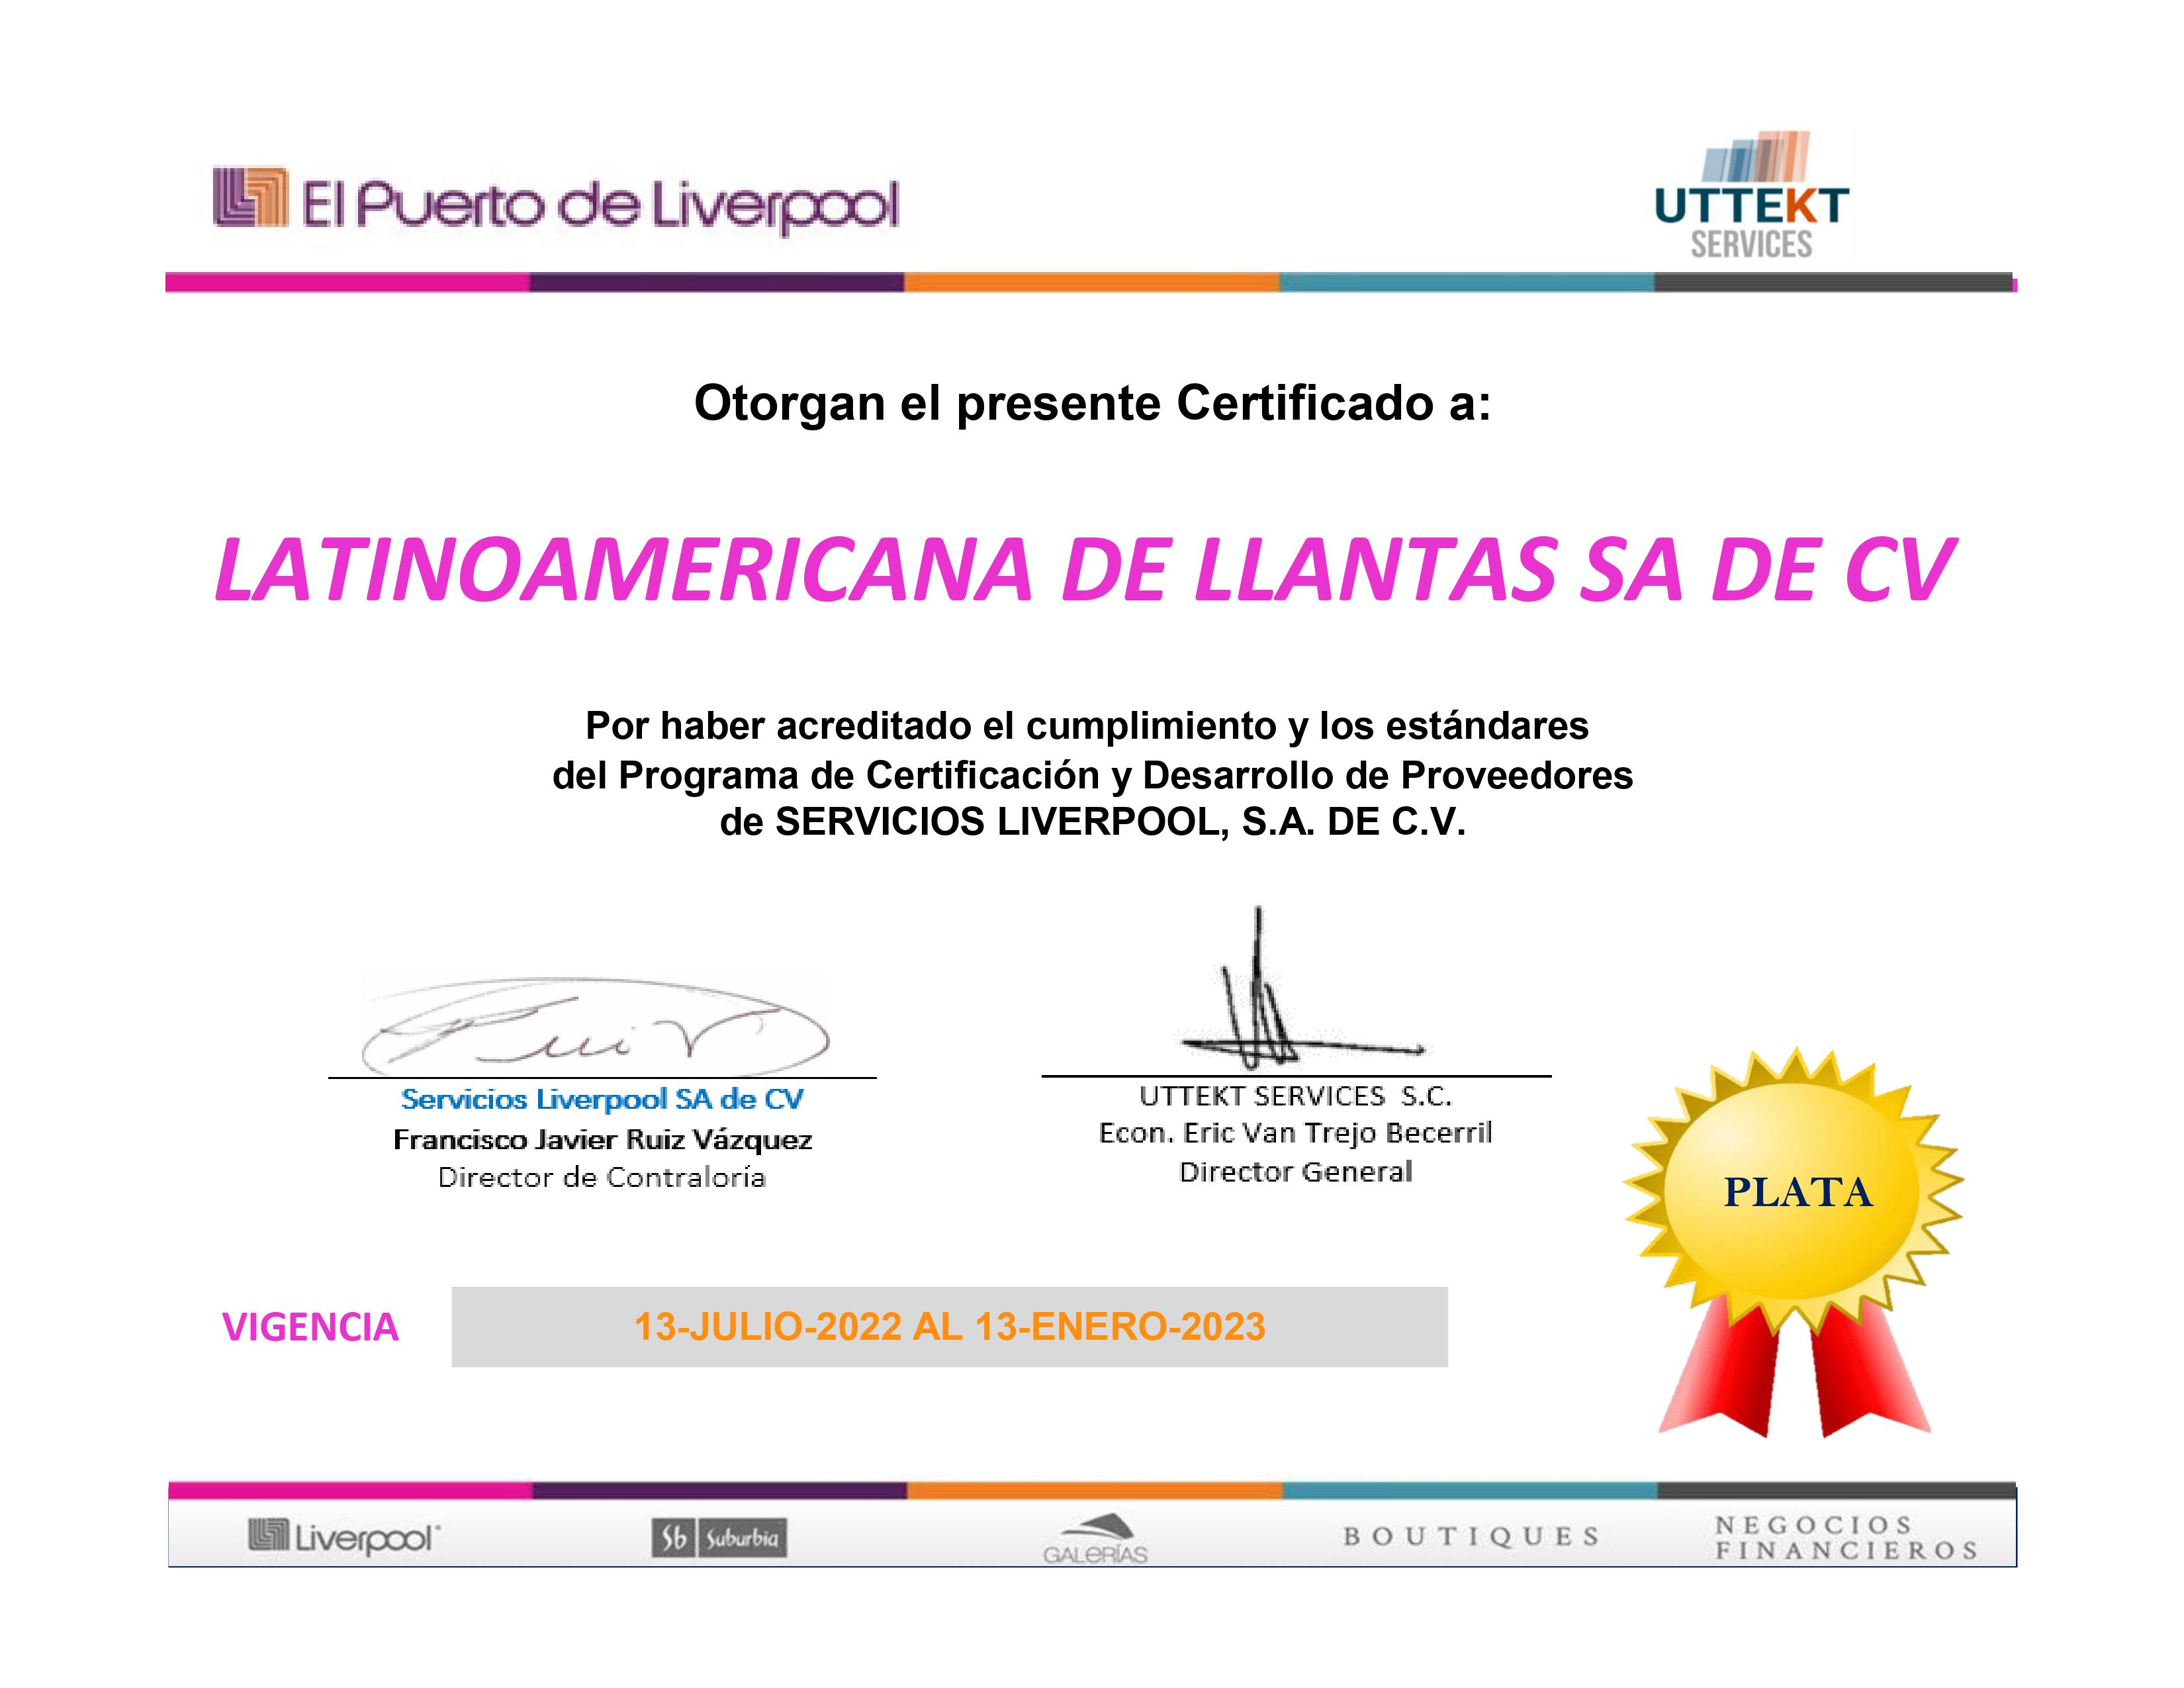 El Puerto de Liverpool
UTTEKT
SERVICES
Otorgan el presente Certificado a:
LATINOAMERICANA DE LLANTAS SA DE CV
Por haber acreditado el cumplimiento y los estándares
del Programa de Certificación y Desarrollo de Proveedores
de SERVICIOS LIVERPOOL, S.A. DE C.V.
Servicios Liverpool SA de CV
Francisco Javier Ruiz Vázquez
Director de Contraloría
UTTEKT SERVICES S.C.
Econ. Eric Van Trejo Becerril
Director General
PLATA
VIGENCIA
13-JULIO-2022 AL 13-ENERO-2023
Liverpool
Sb Suburbia
GALERÍAS
BOUTIQUES
NEGOCIOS
FINANCIEROS